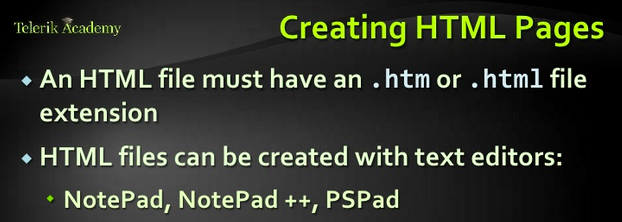 Telerik Academy
Creating HTML Pages
An HTML file must have an .htm or .html file
extension
HTML files can be created with text editors:
NotePad, NotePad ++, PSPad